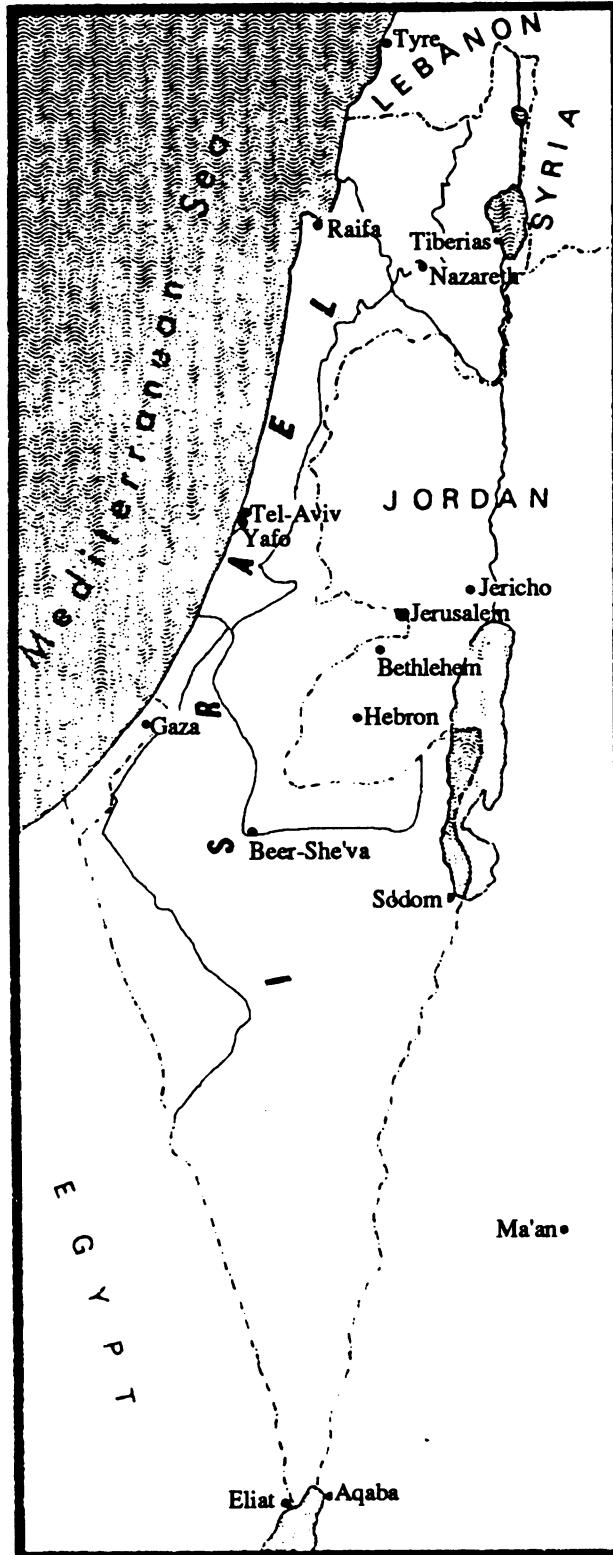 Tyre
LEBANON
SYRIA
Mediterranean Sea
Raifa
Tiberias
Nazareth
ISRAEL
JORDAN
Tel-Aviv
Yafo
Jericho
Jerusalem
Bethlehem
Hebron
Gaza
Beer-She'va
Sodom
EGYPT
Ma'an
Eliat
Aqaba